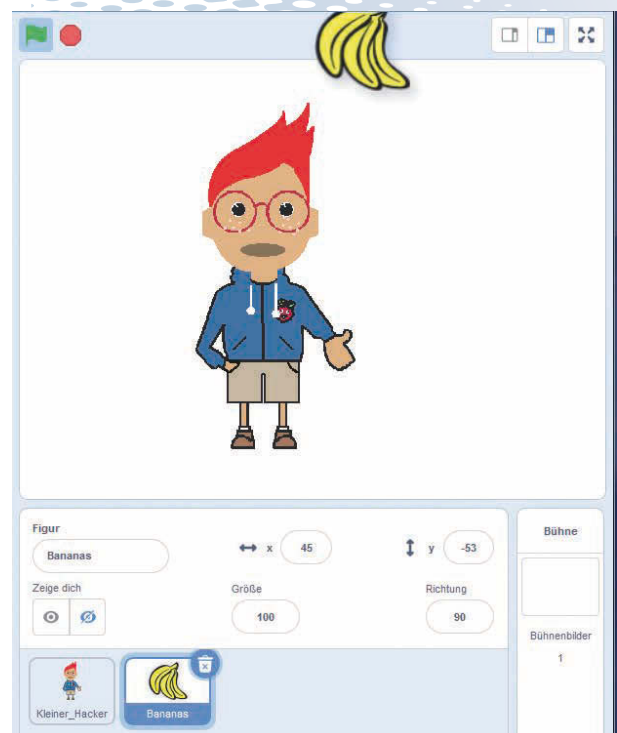 Figur
Bananas
x 45
y -53
Zeige dich
Größe
100
Richtung
90
Bühne
Bühnenbilder
1
Kleiner_Hacker
Bananas